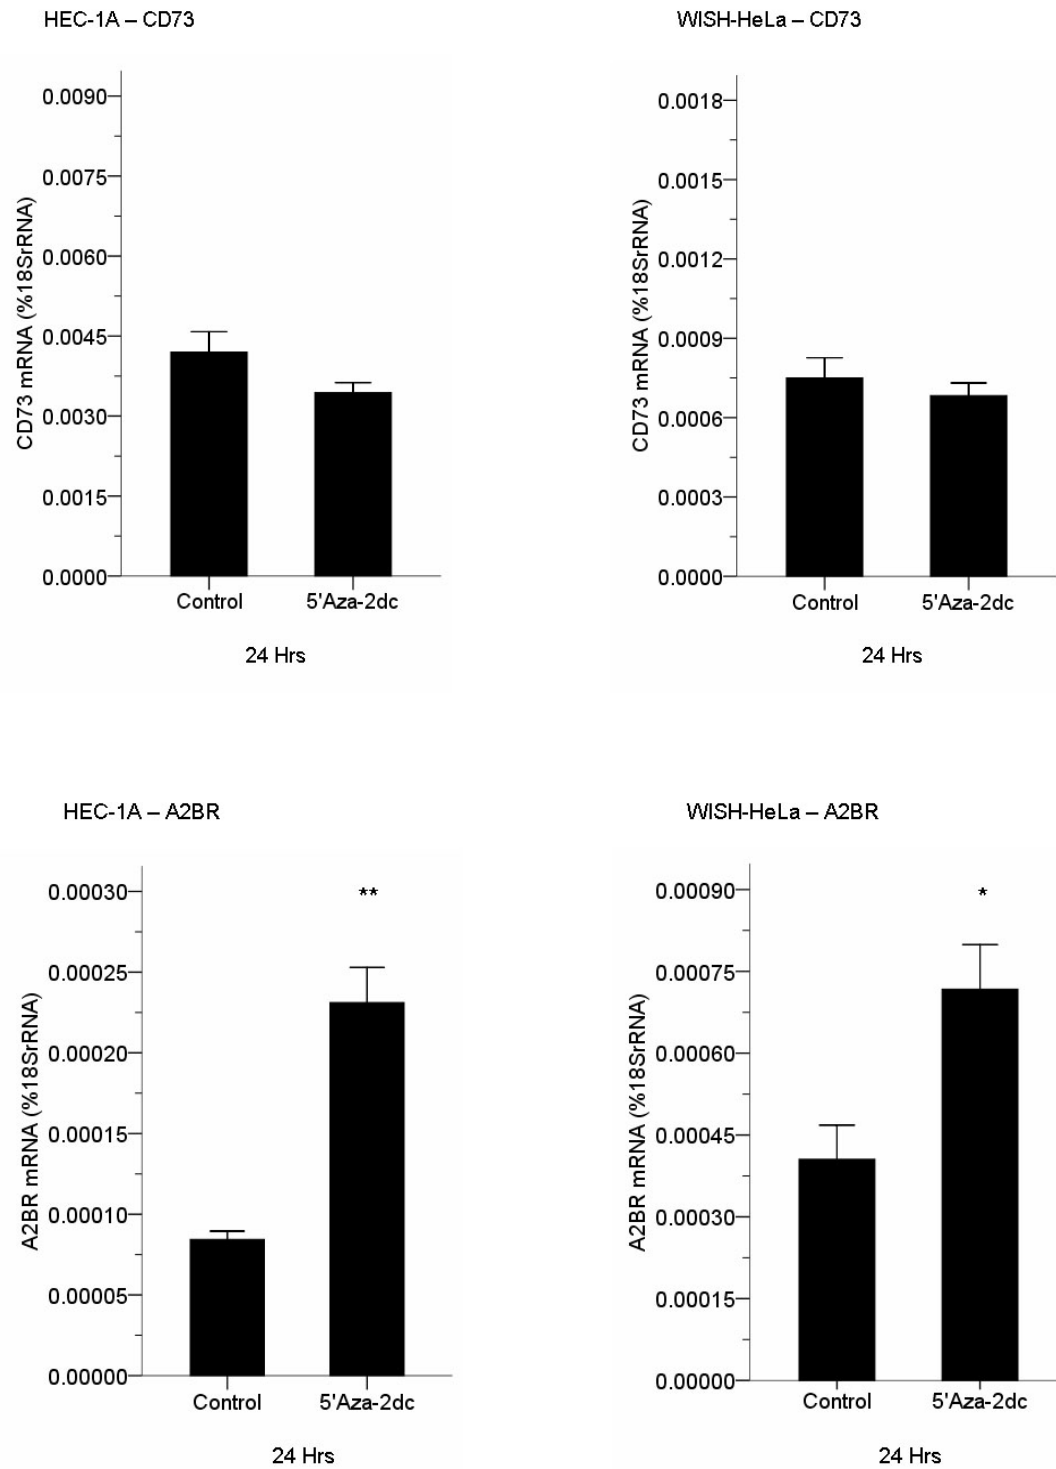 HEC-1A – CD73
CD73 mRNA (%18SrRNA)
0.0090
0.0075
0.0060
0.0045
0.0030
0.0015
0.0000
Control 5'Aza-2dc
24 Hrs
WISH-HeLa – CD73
CD73 mRNA (%18SrRNA)
0.0018
0.0015
0.0012
0.0009
0.0006
0.0003
0.0000
Control 5'Aza-2dc
24 Hrs
HEC-1A – A2BR
A2BR mRNA (%18SrRNA)
0.00030
0.00025
0.00020
0.00015
0.00010
0.00005
0.00000
**
Control 5'Aza-2dc
24 Hrs
WISH-HeLa – A2BR
A2BR mRNA (%18SrRNA)
0.00090
0.00075
0.00060
0.00045
0.00030
0.00015
0.00000
*
Control 5'Aza-2dc
24 Hrs